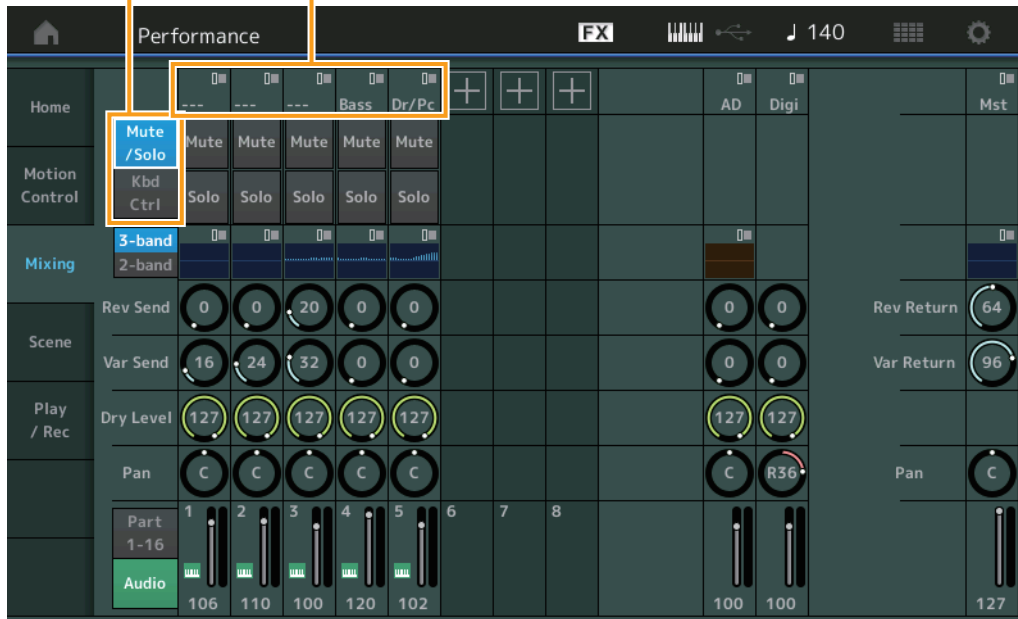 Performance FX 140
--- --- --- Bass Dr/Pc AD Digi Mst
Home
Mute
/Solo
Mute Mute Mute Mute Mute
Motion
Control
Kbd
Ctrl
Solo Solo Solo Solo Solo
3-band
2-band
Mixing
Rev Send 0 0 20 0 0 0 0 Rev Return 64
Scene
Var Send 16 24 32 0 0 0 0 Var Return 96
Play
/ Rec
Dry Level 127 127 127 127 127 127 127
Pan C C C C C C R36 Pan C
1 2 3 4 5 6 7 8
Part
1-16
Audio
106 110 100 120 102 100 100 127